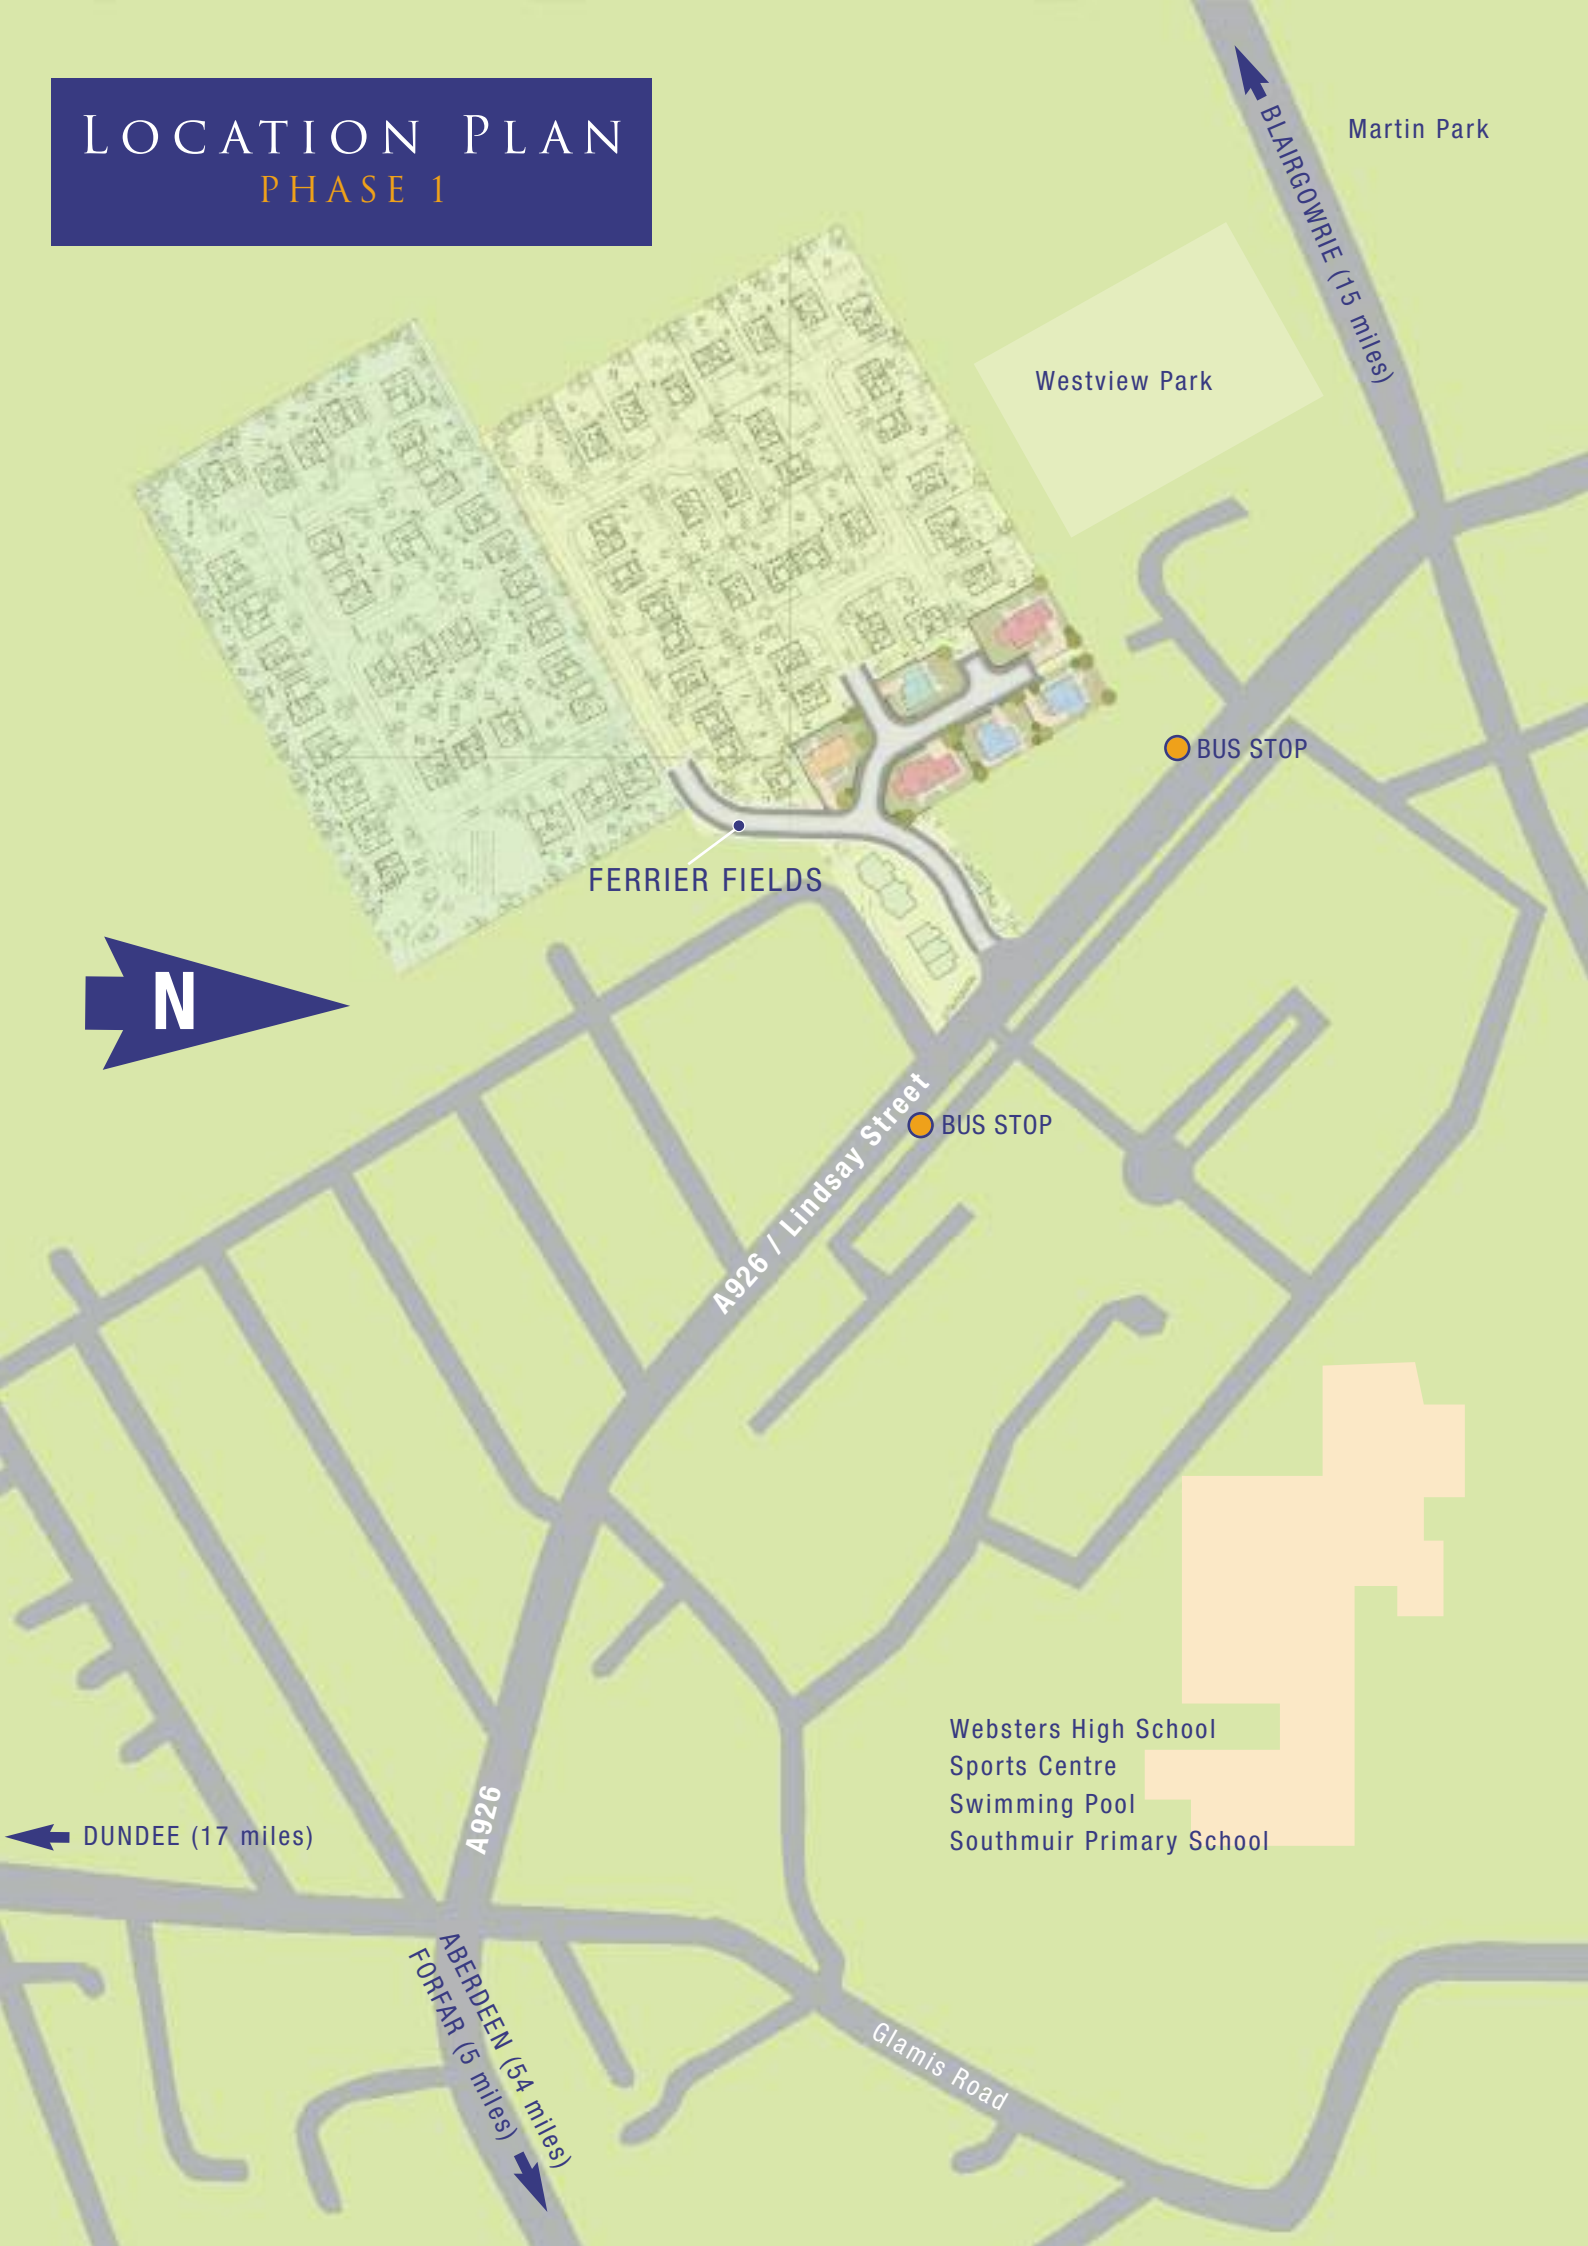 LOCATION PLAN
PHASE 1
Martin Park
BLAIRGOWRIE (15 miles)
Westview Park
BUS STOP
FERRIER FIELDS
N
BUS STOP
A926 / Lindsay Street
Websters High School
Sports Centre
Swimming Pool
Southmuir Primary School
A926
DUNDEE (17 miles)
ABERDEEN (54 miles)
FORFAR (5 miles)
Glamis Road